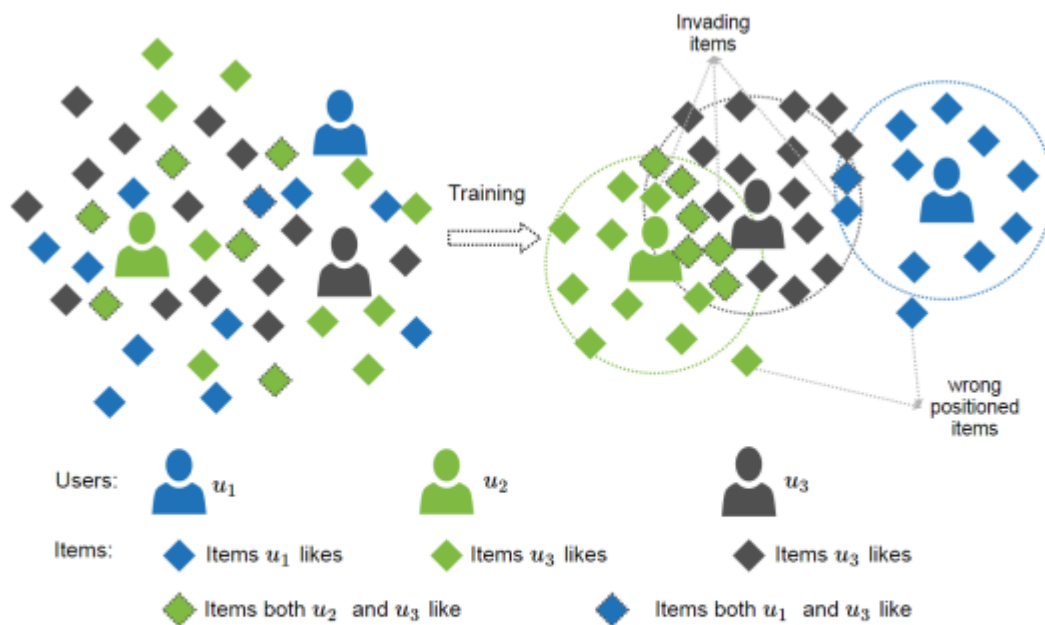 Invading
items
Training
wrong
positioned
items
Users:
u₁
u₂
u₃
Items:
Items u₁ likes
Items u₃ likes
Items u₃ likes
Items both u₂ and u₃ like
Items both u₁ and u₃ like